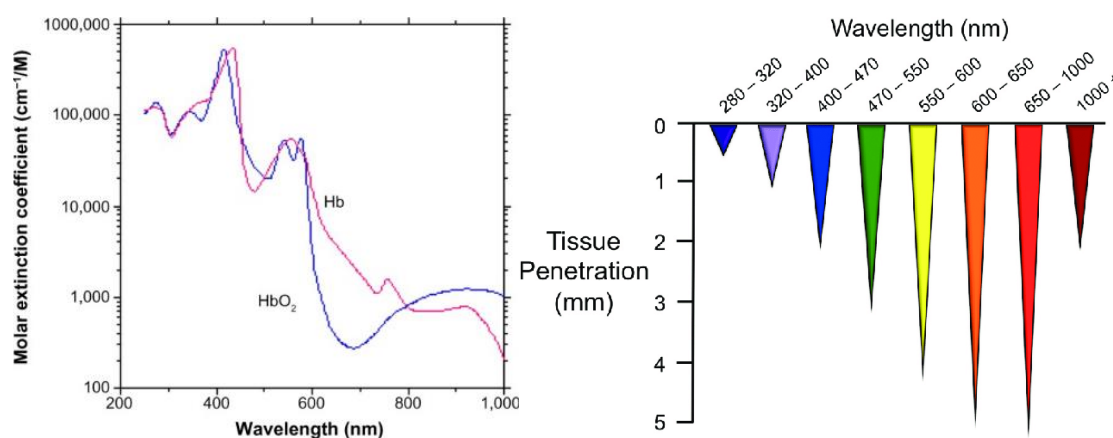 1000,000
100,000
10,000
1,000
100
Molar extinction coefficient (cm⁻¹/M)
Hb
HbO₂
200
400
600
800
1,000
Wavelength (nm)
Wavelength (nm)
280 – 320
320 – 400
400 – 470
470 – 550
550 – 600
600 – 650
650 – 1000
Tissue
Penetration
(mm)
0
1
2
3
4
5